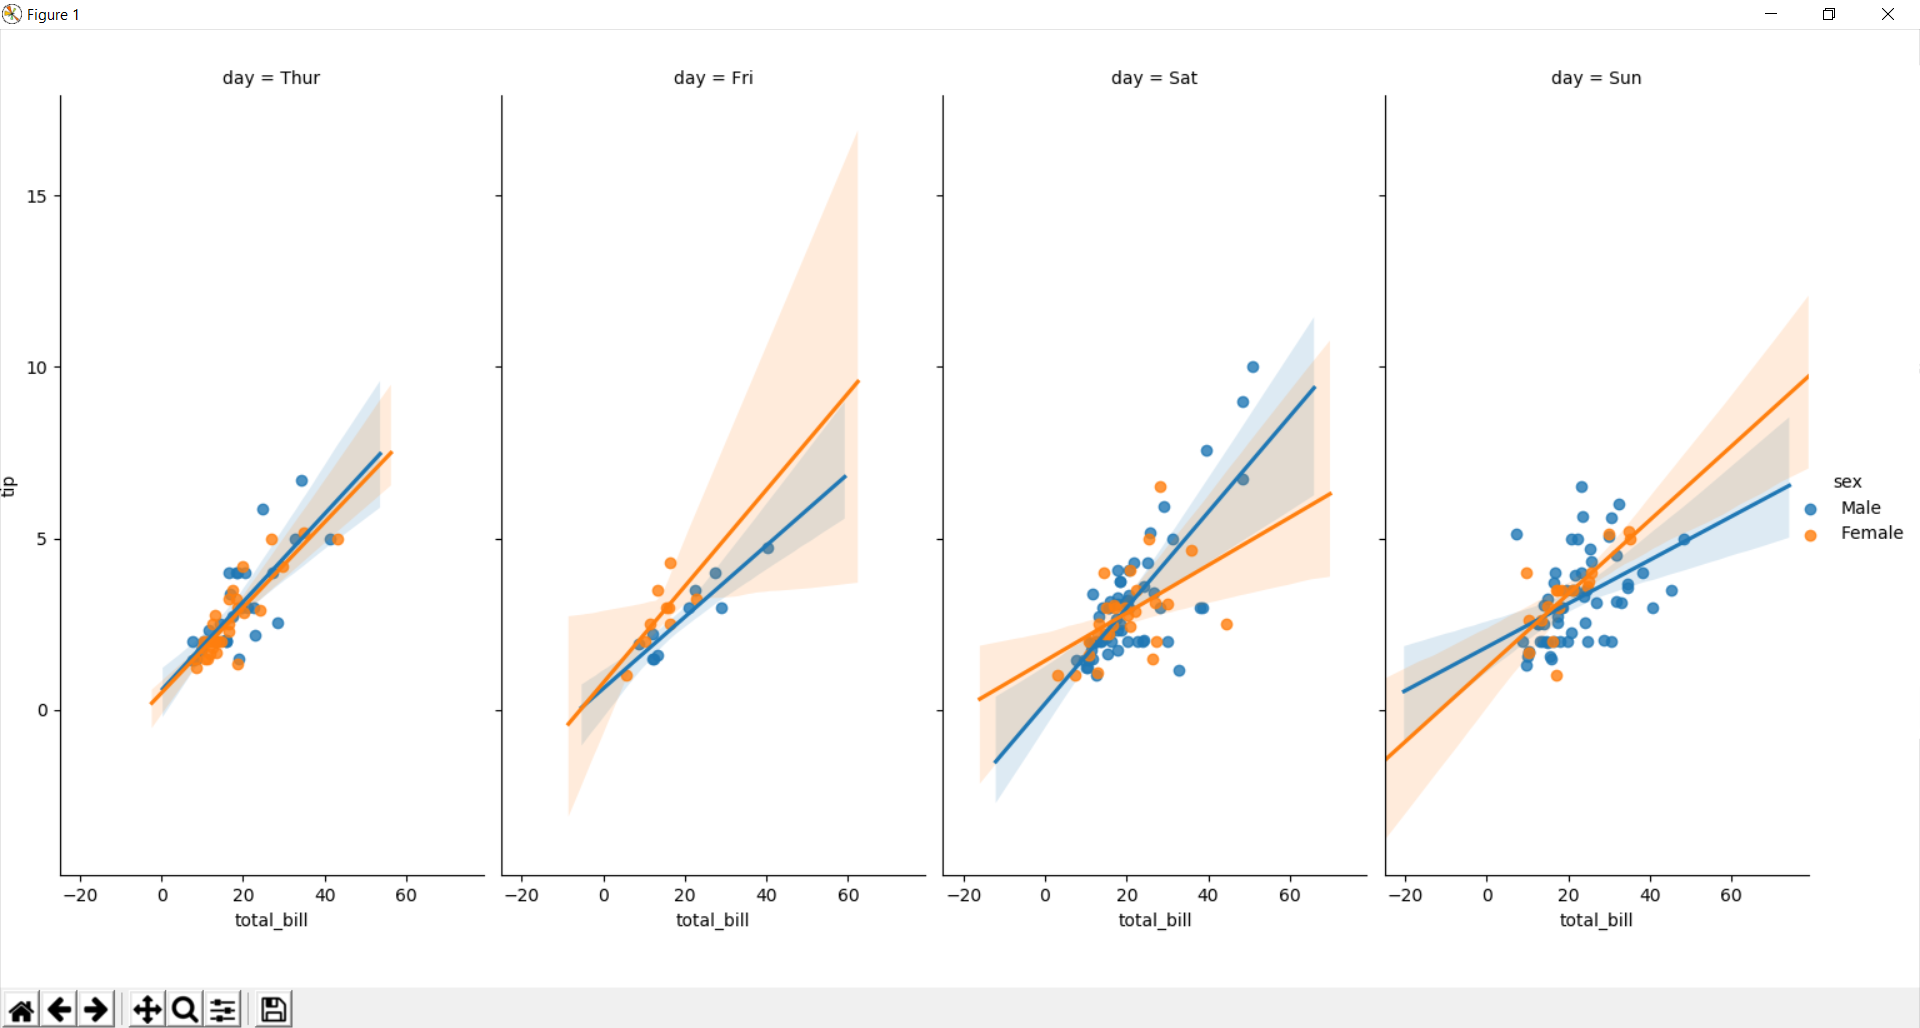 Figure 1
day = Thur
day = Fri
day = Sat
day = Sun
15
10
5
0
tip
−20 0 20 40 60
−20 0 20 40 60
−20 0 20 40 60
−20 0 20 40 60
total_bill
total_bill
total_bill
total_bill
sex
Male
Female